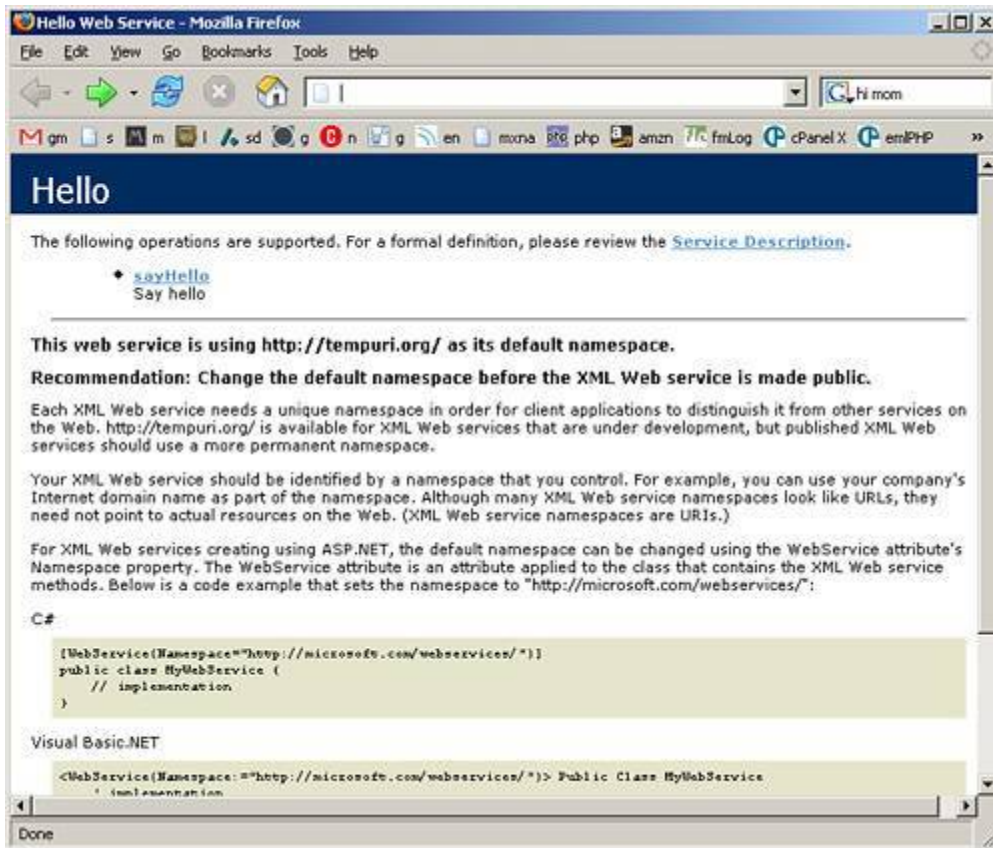 Hello Web Service - Mozilla Firefox
File Edit View Go Bookmarks Tools Help
hi mom
gm s m l sd g n g en mxna php amzn fmLog cPanel X emlPHP »
Hello
The following operations are supported. For a formal definition, please review the Service Description.
sayHello
Say hello
This web service is using http://tempuri.org/ as its default namespace.
Recommendation: Change the default namespace before the XML Web service is made public.
Each XML Web service needs a unique namespace in order for client applications to distinguish it from other services on
the Web. http://tempuri.org/ is available for XML Web services that are under development, but published XML Web
services should use a more permanent namespace.
Your XML Web service should be identified by a namespace that you control. For example, you can use your company's
Internet domain name as part of the namespace. Although many XML Web service namespaces look like URLs, they
need not point to actual resources on the Web. (XML Web service namespaces are URIs.)
For XML Web services creating using ASP.NET, the default namespace can be changed using the WebService attribute's
Namespace property. The WebService attribute is an attribute applied to the class that contains the XML Web service
methods. Below is a code example that sets the namespace to "http://microsoft.com/webservices/":
C#
[WebService(Namespace="http://microsoft.com/webservices/")]
public class MyWebService {
// implementation
}
Visual Basic.NET
<WebService(Namespace:="http://microsoft.com/webservices/")> Public Class MyWebService
' implementation
Done